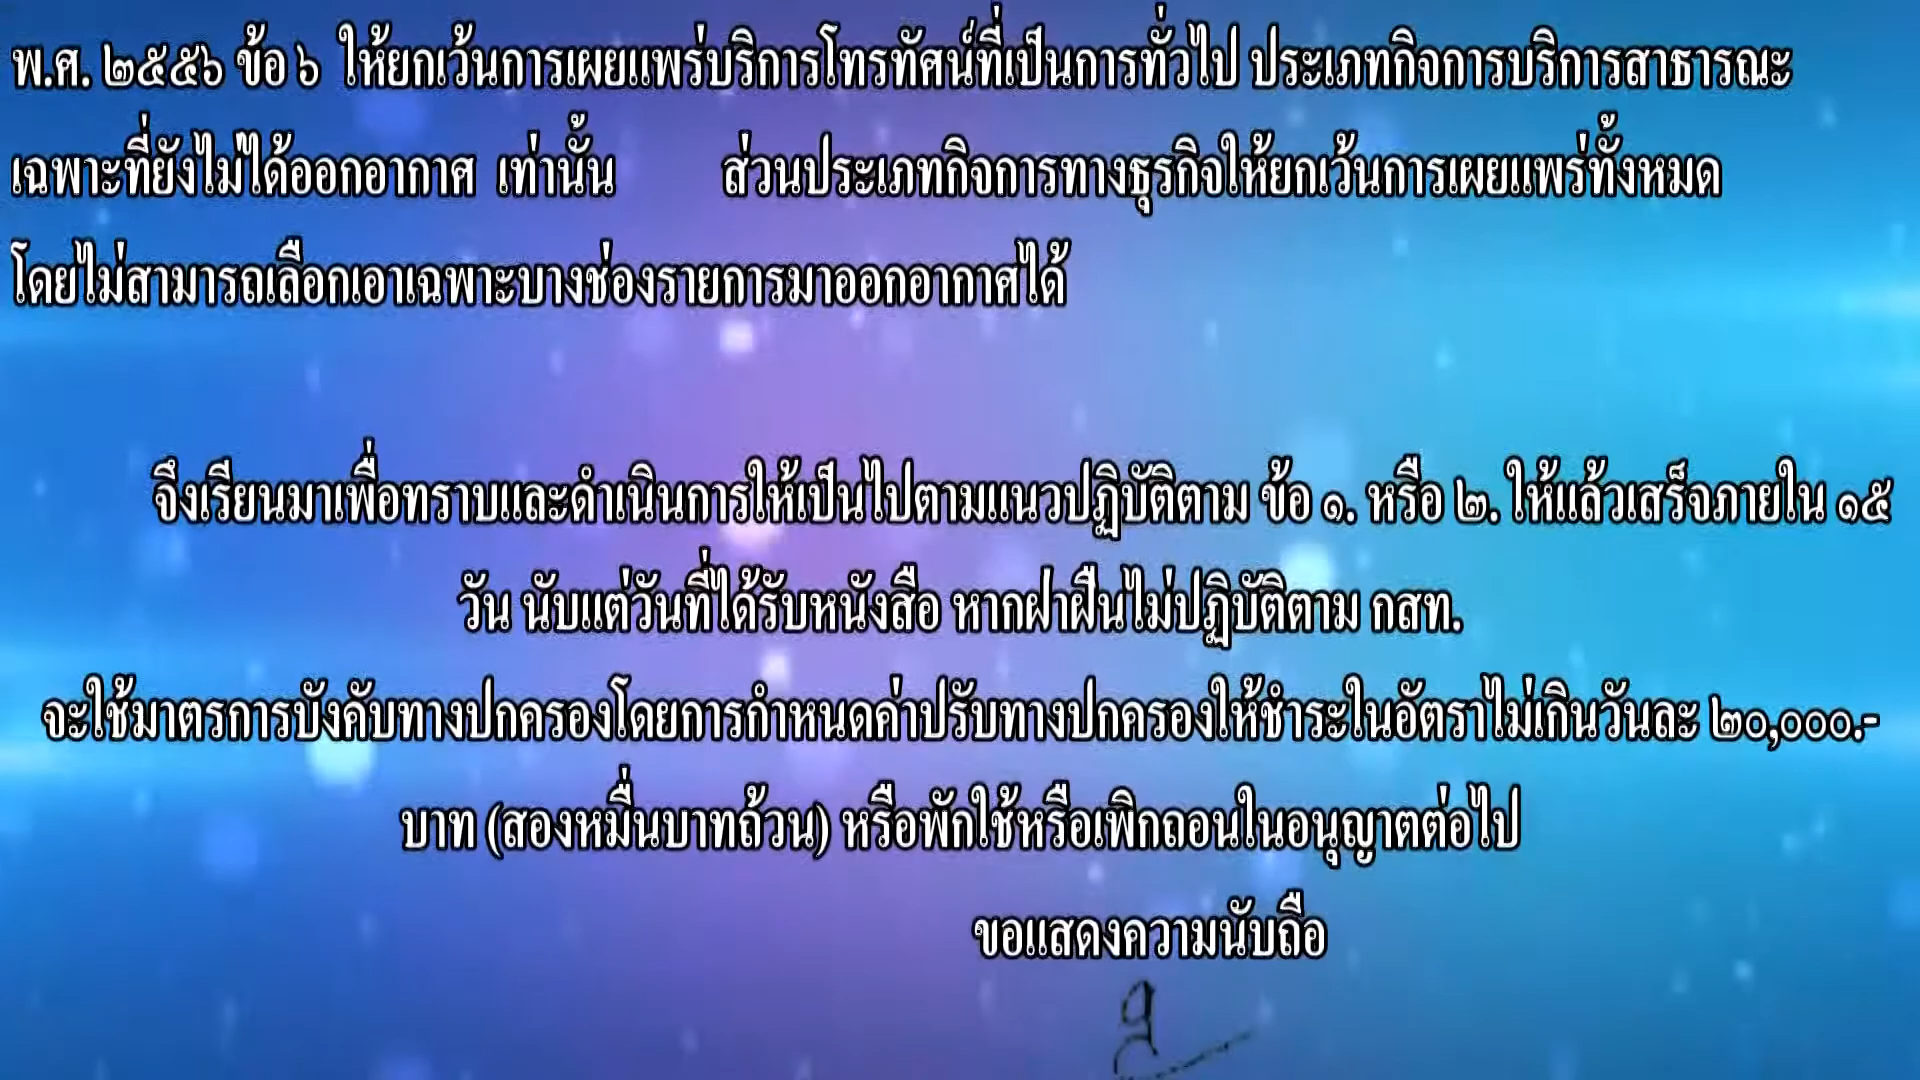 พ.ศ. ๒๕๕๖ ข้อ ๖ ให้ยกเว้นการเผยแพร่บริการโทรทัศน์ที่เป็นการทั่วไป ประเภทกิจการบริการสาธารณะ
เฉพาะที่ยังไม่ได้ออกอากาศ เท่านั้น ส่วนประเภทกิจการทางธุรกิจให้ยกเว้นการเผยแพร่ทั้งหมด
โดยไม่สามารถเลือกเอาเฉพาะบางช่องรายการมาออกอากาศได้
จึงเรียนมาเพื่อทราบและดำเนินการให้เป็นไปตามแนวปฏิบัติตาม ข้อ ๑. หรือ ๒. ให้แล้วเสร็จภายใน ๑๕
วัน นับแต่วันที่ได้รับหนังสือ หากฝ่าฝืนไม่ปฏิบัติตาม กสท.
จะใช้มาตรการบังคับทางปกครองโดยการกำหนดค่าปรับทางปกครองให้ชำระในอัตราไม่เกินวันละ ๒๐,๐๐๐.-
บาท (สองหมื่นบาทถ้วน) หรือพักใช้หรือเพิกถอนใบอนุญาตต่อไป
ขอแสดงความนับถือ